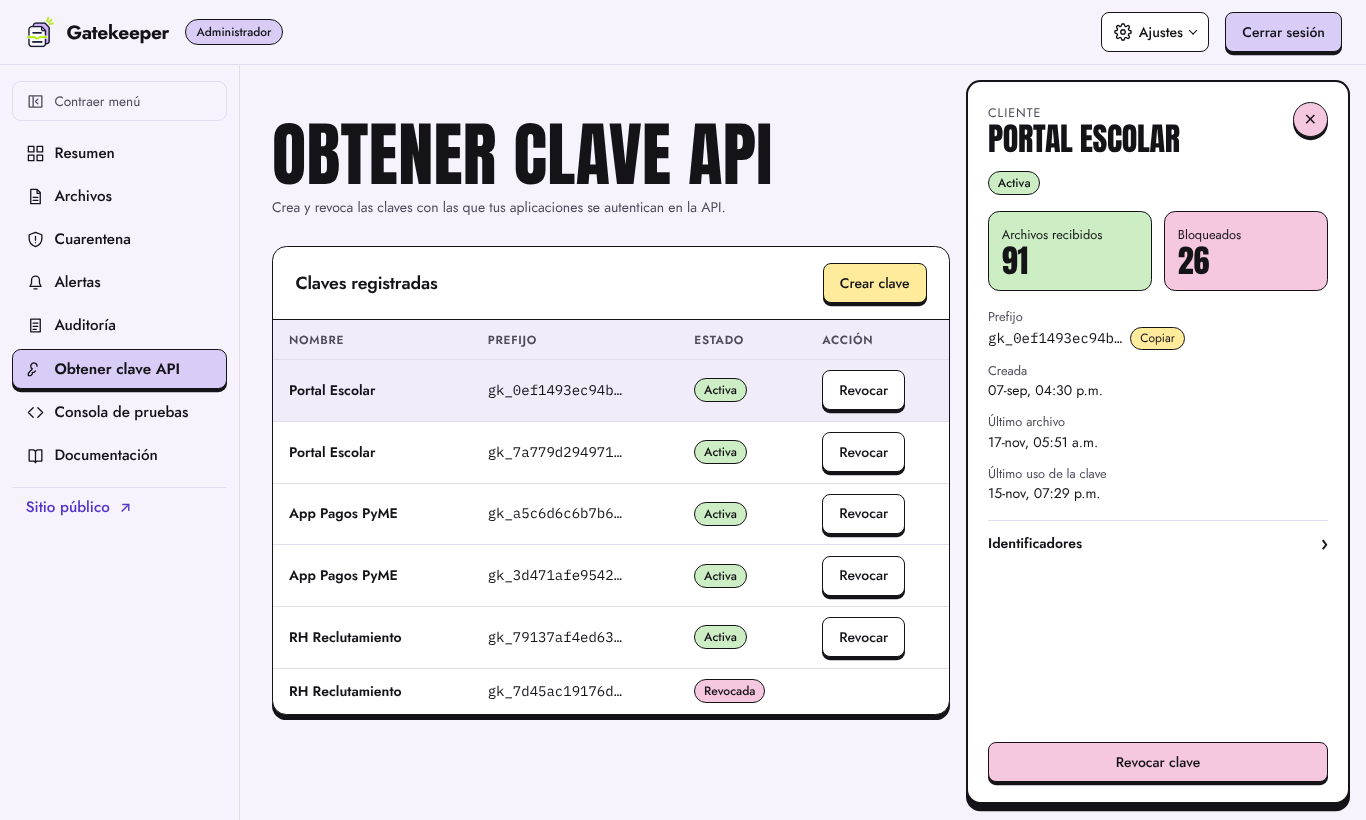 Gatekeeper
Administrador
Ajustes
Cerrar sesión
Contraer menú
Resumen
Archivos
Cuarentena
Alertas
Auditoría
Obtener clave API
Consola de pruebas
Documentación
Sitio público
OBTENER CLAVE API
Crea y revoca las claves con las que tus aplicaciones se autentican en la API.
Claves registradas
Crear clave
NOMBRE PREFIJO ESTADO ACCIÓN
Portal Escolar gk_0ef1493ec94b… Activa Revocar
Portal Escolar gk_7a779d294971… Activa Revocar
App Pagos PyME gk_a5c6d6c6b7b6… Activa Revocar
App Pagos PyME gk_3d471afe9542… Activa Revocar
RH Reclutamiento gk_79137af4ed63… Activa Revocar
RH Reclutamiento gk_7d45ac19176d… Revocada
CLIENTE
PORTAL ESCOLAR
Activa
Archivos recibidos
91
Bloqueados
26
Prefijo
gk_0ef1493ec94b… Copiar
Creada
07-sep, 04:30 p.m.
Último archivo
17-nov, 05:51 a.m.
Último uso de la clave
15-nov, 07:29 p.m.
Identificadores
Revocar clave